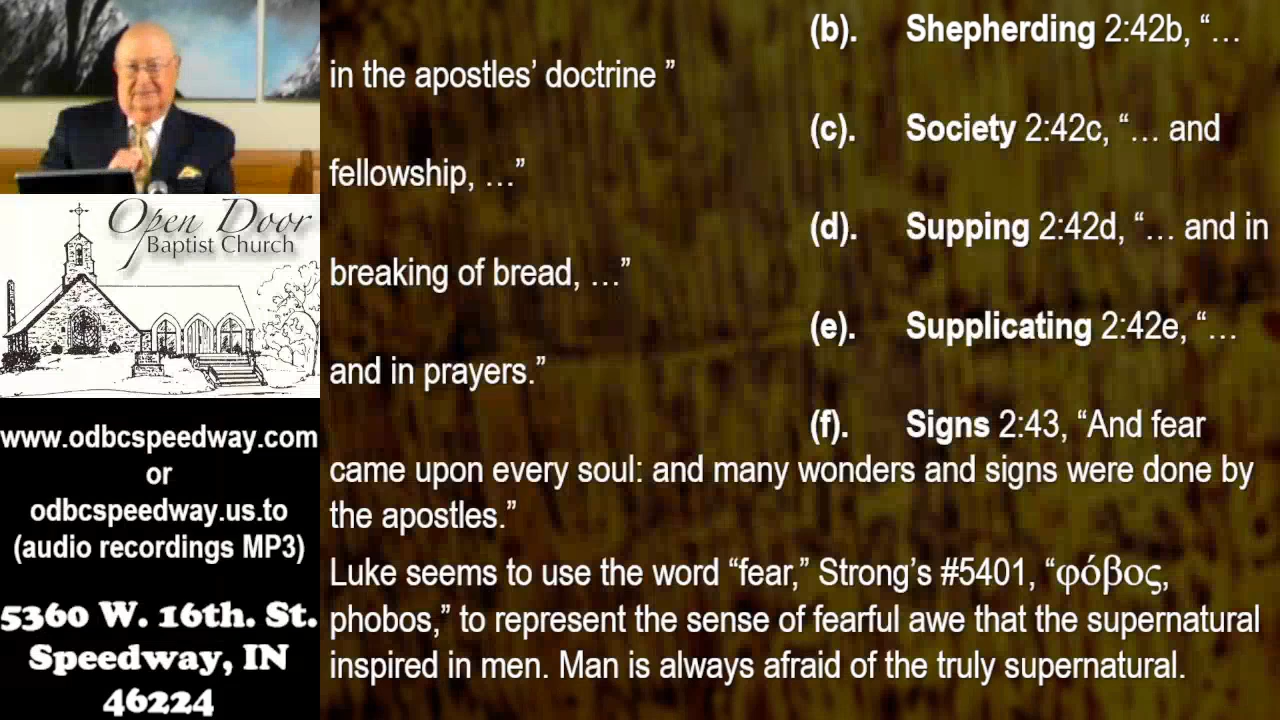 Open Door
Baptist Church
www.odbcspeedway.com
or
odbcspeedway.us.to
(audio recordings MP3)
5360 W. 16th. St.
Speedway, IN
46224
(b). Shepherding 2:42b, “…
in the apostles’ doctrine ”
(c). Society 2:42c, “… and
fellowship, …”
(d). Supping 2:42d, “… and in
breaking of bread, …”
(e). Supplicating 2:42e, “…
and in prayers.”
(f). Signs 2:43, “And fear
came upon every soul: and many wonders and signs were done by
the apostles.”
Luke seems to use the word “fear,” Strong’s #5401, “φόβος,
phobos,” to represent the sense of fearful awe that the supernatural
inspired in men. Man is always afraid of the truly supernatural.